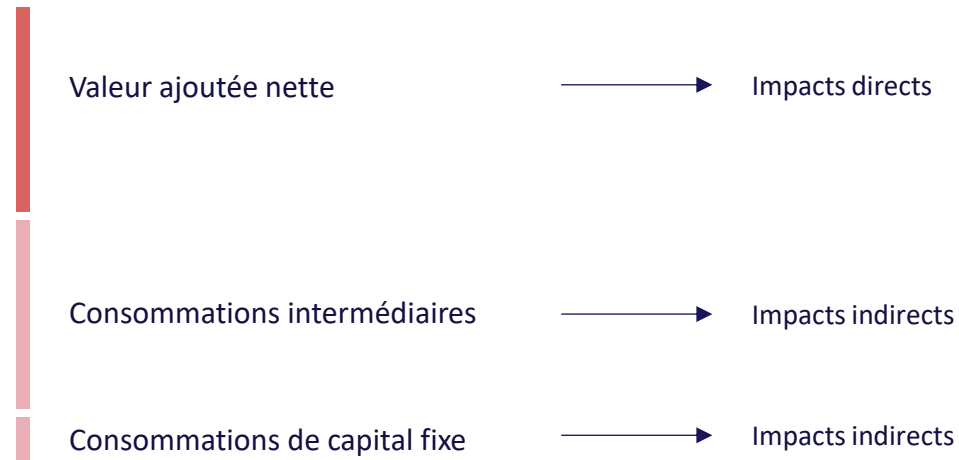 Valeur ajoutée nette
Impacts directs
Consommations intermédiaires
Impacts indirects
Consommations de capital fixe
Impacts indirects